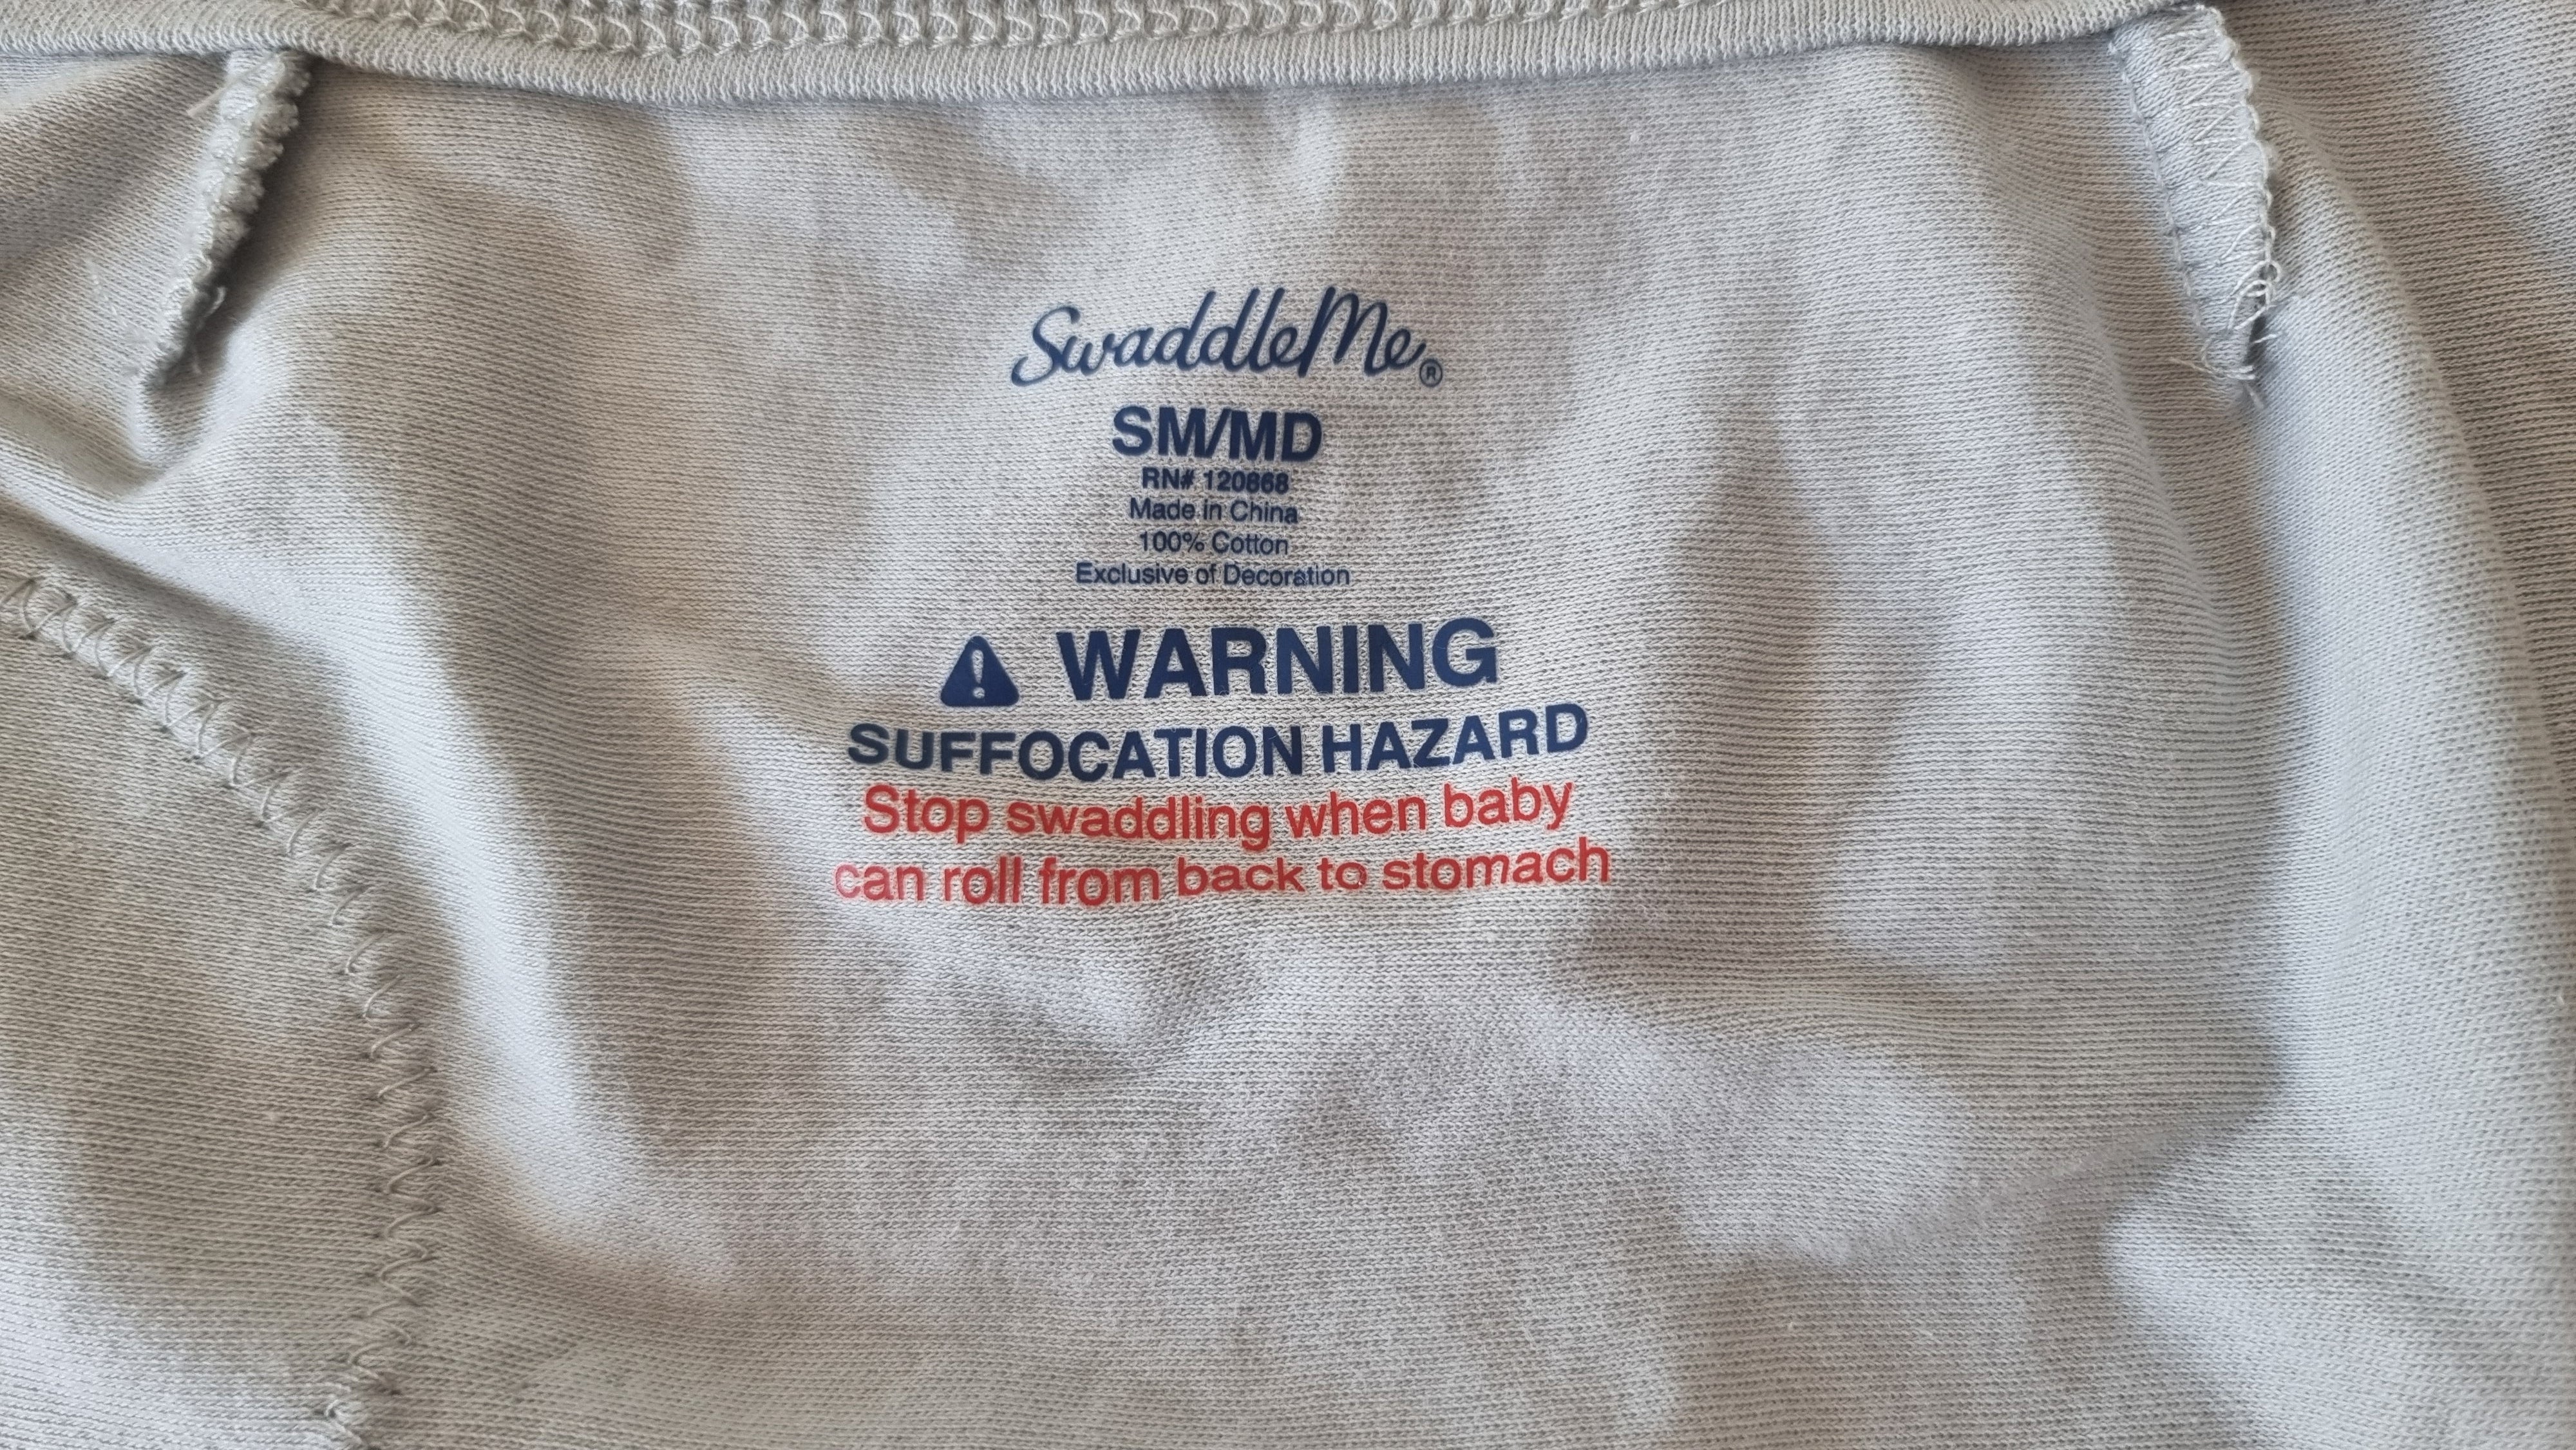 SwaddleMe®
SM/MD
RN# 120868
Made in China
100% Cotton
Exclusive of Decoration
WARNING
SUFFOCATION HAZARD
Stop swaddling when baby
can roll from back to stomach